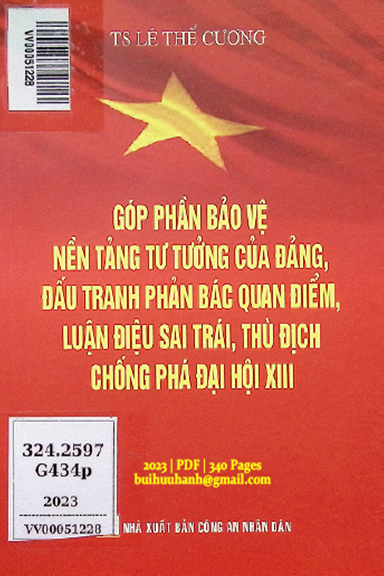 VV00051228
TS LÊ THẾ CƯƠNG
GÓP PHẦN BẢO VỆ
NỀN TẢNG TƯ TƯỞNG CỦA ĐẢNG,
ĐẤU TRANH PHẢN BÁC QUAN ĐIỂM,
LUẬN ĐIỆU SAI TRÁI, THÙ ĐỊCH
CHỐNG PHÁ ĐẠI HỘI XIII
324.2597
G434p
2023
VV00051228
2023 | PDF | 340 Pages
buihuuhanh@gmail.com
NHÀ XUẤT BẢN CÔNG AN NHÂN DÂN